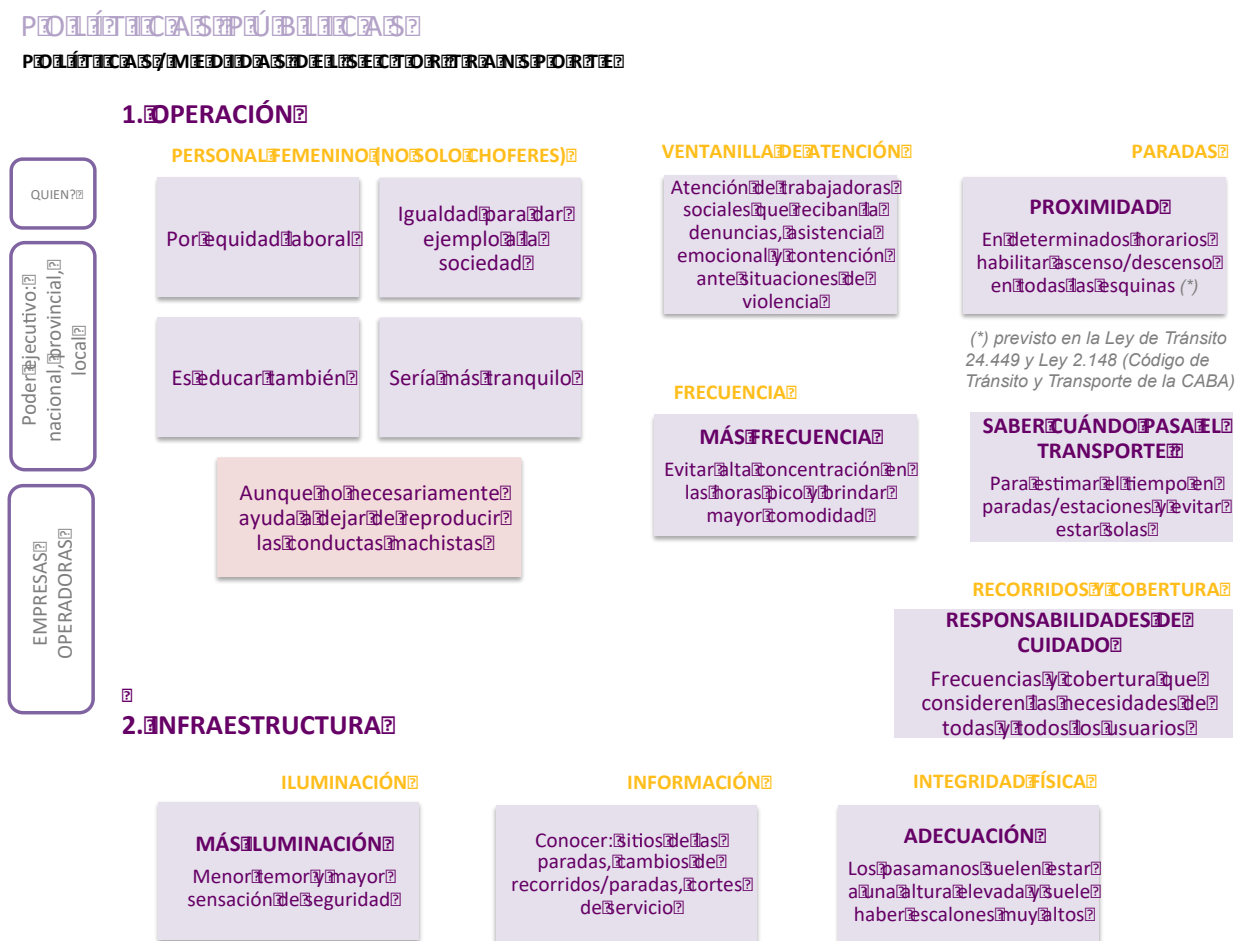 POLÍTICAS PÚBLICAS
POLÍTICAS/MEDIDAS DEL SECTOR TRANSPORTE
1. OPERACIÓN
QUIEN?
Poder ejecutivo:
nacional, provincial,
local
EMPRESAS
OPERADORAS
PERSONAL FEMENINO (NO SOLO CHOFERES)
Por equidad laboral
Igualdad para dar
ejemplo a la
sociedad
Es educar también
Sería más tranquilo
Aunque no necesariamente
ayuda a dejar de reproducir
las conductas machistas
VENTANILLA DE ATENCIÓN
Atención de trabajadoras
sociales que reciban la
denuncias, asistencia
emocional y contención
ante situaciones de
violencia
FRECUENCIA
MÁS FRECUENCIA
Evitar alta concentración en
las horas pico y brindar
mayor comodidad
PARADAS
PROXIMIDAD
En determinados horarios
habilitar ascenso/descenso
en todas las esquinas (*)
(*) previsto en la Ley de Tránsito
24.449 y Ley 2.148 (Código de
Tránsito y Transporte de la CABA)
SABER CUÁNDO PASA EL
TRANSPORTE
Para estimar el tiempo en
paradas/estaciones y evitar
estar solas
RECORRIDOS Y COBERTURA
RESPONSABILIDADES DE
CUIDADO
Frecuencias y cobertura que
consideren las necesidades de
todas y todos los usuarios
2. INFRAESTRUCTURA
ILUMINACIÓN
MÁS ILUMINACIÓN
Menor temor y mayor
sensación de seguridad
INFORMACIÓN
Conocer: sitios de las
paradas, cambios de
recorridos/paradas, cortes
de servicio
INTEGRIDAD FÍSICA
ADECUACIÓN
Los pasamanos suelen estar
a una altura elevada y suele
haber escalones muy altos